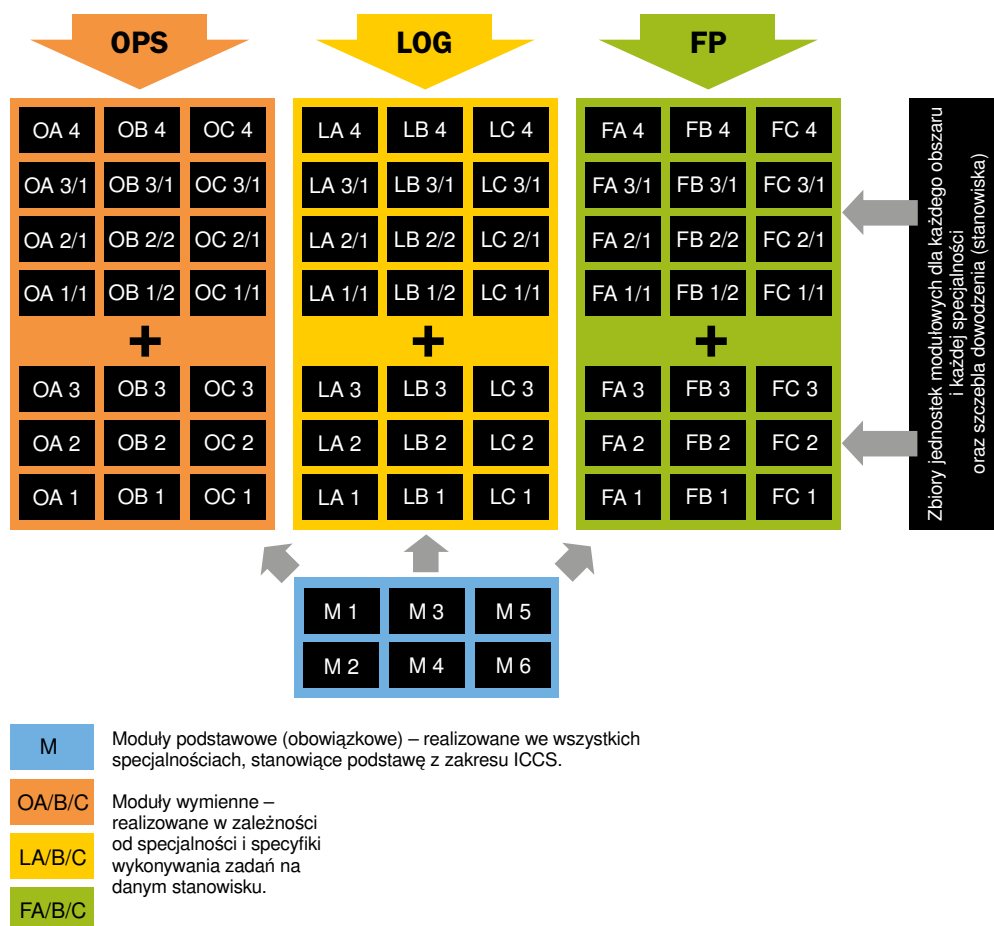 OPS LOG FP
OA 4 OB 4 OC 4 LA 4 LB 4 LC 4 FA 4 FB 4 FC 4
OA 3/1 OB 3/1 OC 3/1 LA 3/1 LB 3/1 LC 3/1 FA 3/1 FB 3/1 FC 3/1
OA 2/1 OB 2/2 OC 2/1 LA 2/1 LB 2/2 LC 2/1 FA 2/1 FB 2/2 FC 2/1
OA 1/1 OB 1/2 OC 1/1 LA 1/1 LB 1/2 LC 1/1 FA 1/1 FB 1/2 FC 1/1
+ + +
OA 3 OB 3 OC 3 LA 3 LB 3 LC 3 FA 3 FB 3 FC 3
OA 2 OB 2 OC 2 LA 2 LB 2 LC 2 FA 2 FB 2 FC 2
OA 1 OB 1 OC 1 LA 1 LB 1 LC 1 FA 1 FB 1 FC 1
Zbiory jednostek modułowych dla każdego obszaru
i każdej specjalności
oraz szczebla dowodzenia (stanowiska)
M 1 M 3 M 5
M 2 M 4 M 6
M
Moduły podstawowe (obowiązkowe) – realizowane we wszystkich
specjalnościach, stanowiące podstawę z zakresu ICCS.
OA/B/C
LA/B/C
FA/B/C
Moduły wymienne –
realizowane w zależności
od specjalności i specyfiki
wykonywania zadań na
danym stanowisku.